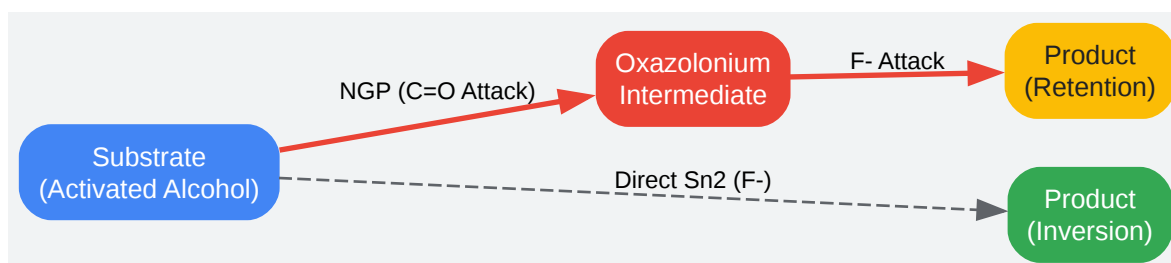 Substrate
(Activated Alcohol)
NGP (C=O Attack)
Oxazolonium
Intermediate
F- Attack
Product
(Retention)
Direct Sn2 (F-)
Product
(Inversion)